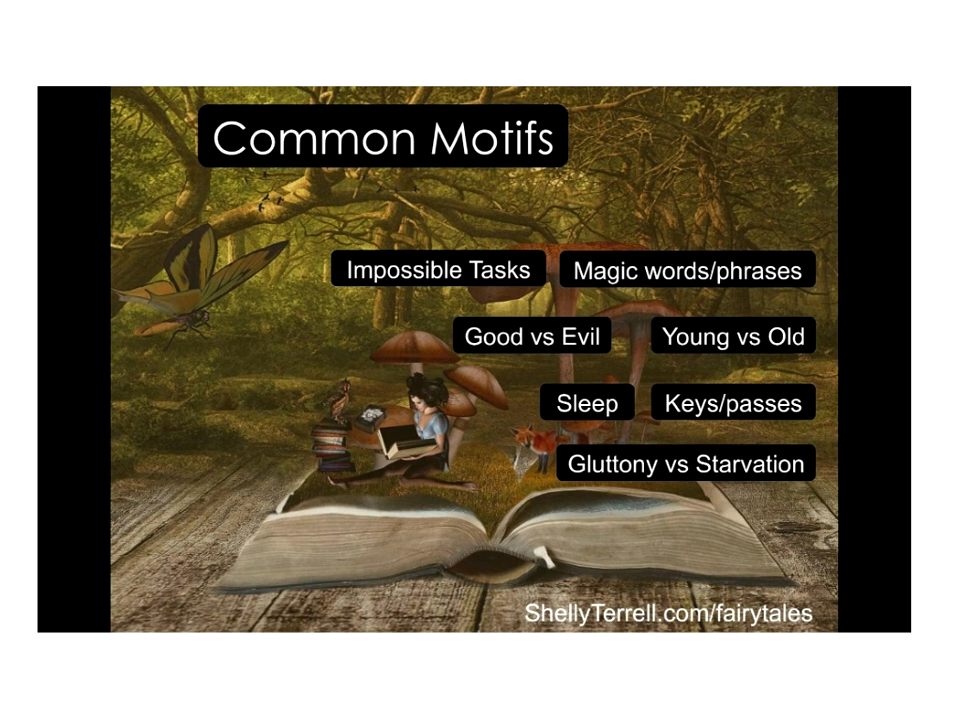 Common Motifs
Impossible Tasks
Magic words/phrases
Good vs Evil
Young vs Old
Sleep
Keys/passes
Gluttony vs Starvation
ShellyTerrell.com/fairytales